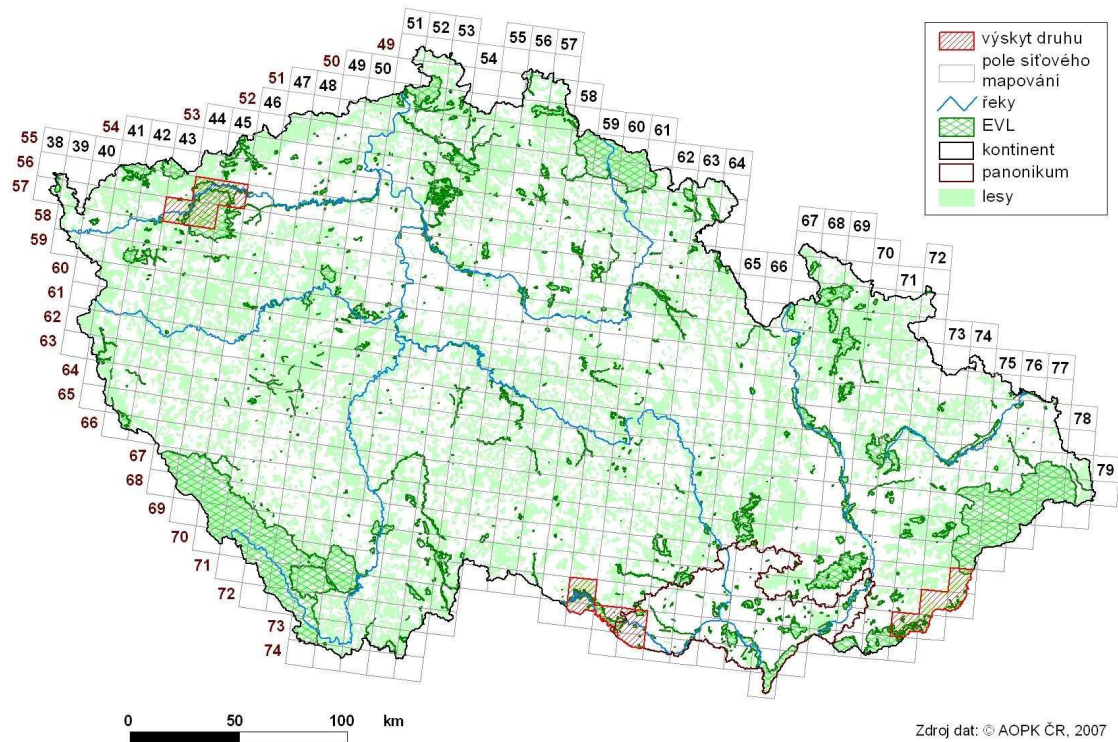 51 52 53
55 56 57
49
54
50 49 50
51 47 48
58
52 46
53 44 45
59 60 61
54 41 42 43
62 63 64
55 38 39 40
56
57
58
59
60
61
62
63
64
65
66
67
68
69
70
71
72
73
74
65 66
67 68 69
70
71
72
73 74
75 76 77
78
79
výskyt druhu
pole síťového
mapování
řeky
EVL
kontinent
panonikum
lesy
0 50 100 km
Zdroj dat: © AOPK ČR, 2007